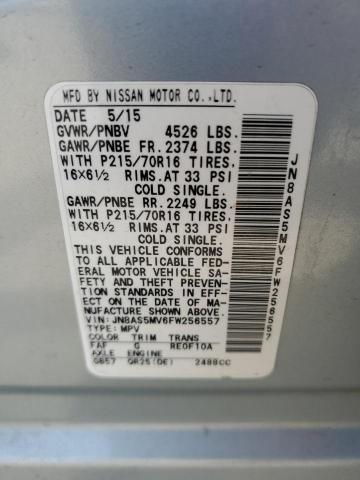 MFD BY NISSAN MOTOR CO.,LTD.
DATE 5/15
GVWR/PNBV 4526 LBS.
GAWR/PNBE FR. 2374 LBS.
WITH P215/70R16 TIRES.
16X6½ RIMS. AT 33 PSI
COLD SINGLE.
GAWR/PNBE RR. 2249 LBS.
WITH P215/70R16 TIRES.
16X6½ RIMS. AT 33 PSI
COLD SINGLE.
THIS VEHICLE CONFORMS
TO ALL APPLICABLE FED-
ERAL MOTOR VEHICLE SA-
FETY AND THEFT PREVENTION
STANDARDS IN EFF-
ECT ON THE DATE OF MA-
NUFACTURE SHOWN ABOVE
VIN: JN8AS5MV6FW256557
TYPE: MPV
COLOR TRIM TRANS
FAF G RE0F10A
AXLE ENGINE
GB57 QR25(DE) 2488CC
JN8AS5MV6FW256557